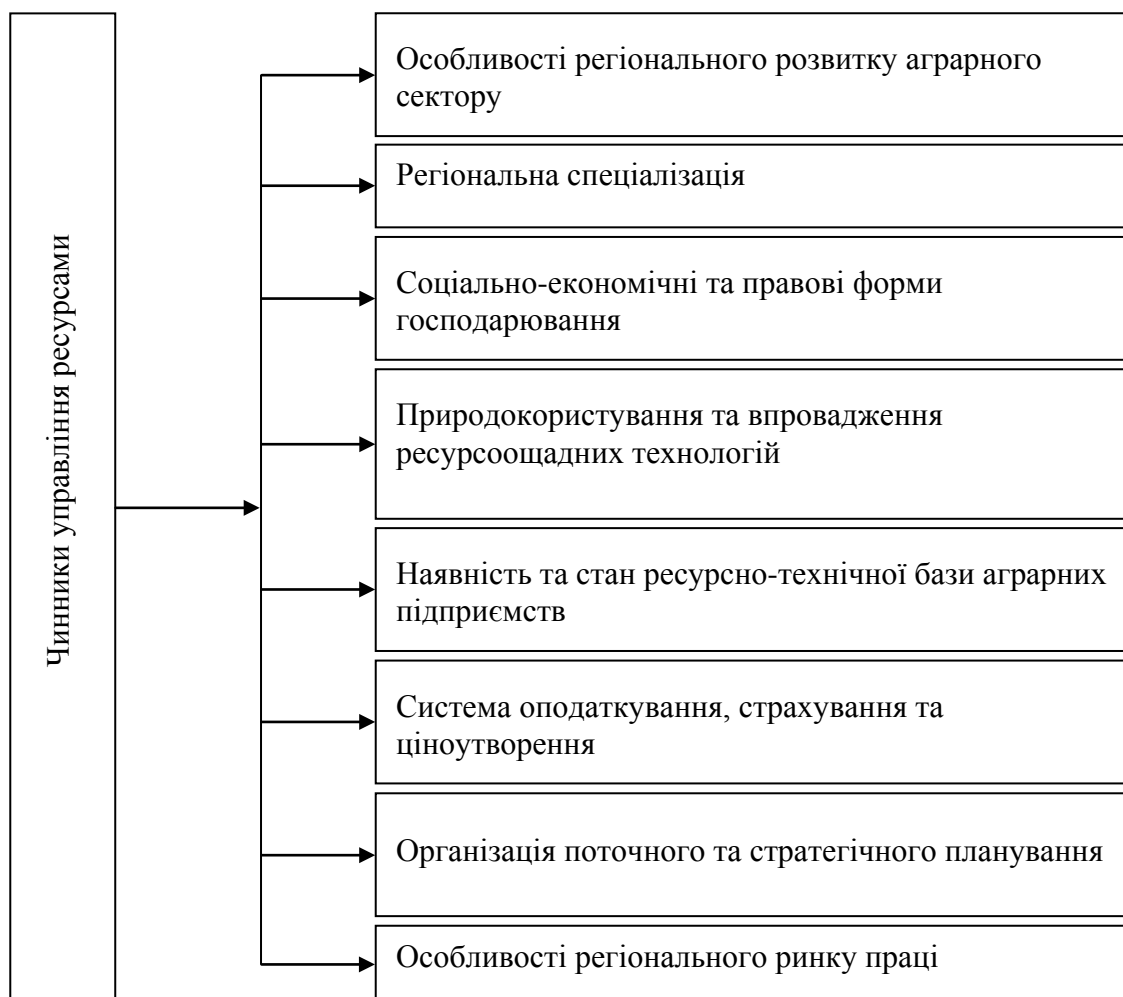 Чинники управління ресурсами
Особливості регіонального розвитку аграрного
сектору
Регіональна спеціалізація
Соціально-економічні та правові форми
господарювання
Природокористування та впровадження
ресурсоощадних технологій
Наявність та стан ресурсно-технічної бази аграрних
підприємств
Система оподаткування, страхування та
ціноутворення
Організація поточного та стратегічного планування
Особливості регіонального ринку праці